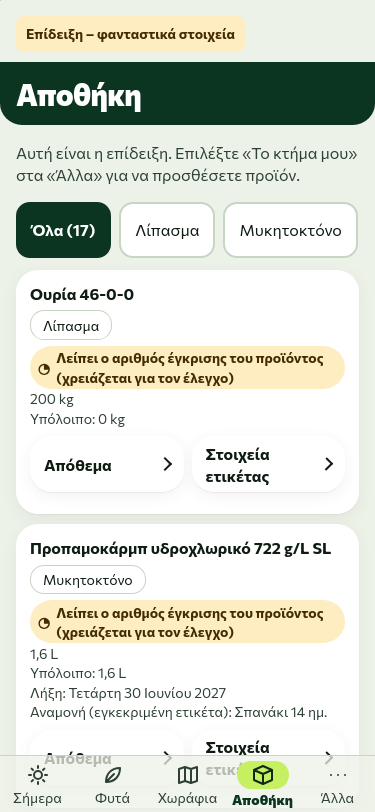 Επίδειξη – φανταστικά στοιχεία
Αποθήκη
Αυτή είναι η επίδειξη. Επιλέξτε «Το κτήμα μου»
στα «Άλλα» για να προσθέσετε προϊόν.
Όλα (17)
Λίπασμα
Μυκητοκτόνο
Ουρία 46-0-0
Λίπασμα
Λείπει ο αριθμός έγκρισης του προϊόντος
(χρειάζεται για τον έλεγχο)
200 kg
Υπόλοιπο: 0 kg
Απόθεμα
Στοιχεία
ετικέτας
Προπαμοκάρμπ υδροχλωρικό 722 g/L SL
Μυκητοκτόνο
Λείπει ο αριθμός έγκρισης του προϊόντος
(χρειάζεται για τον έλεγχο)
1,6 L
Υπόλοιπο: 1,6 L
Λήξη: Τετάρτη 30 Ιουνίου 2027
Αναμονή (εγκεκριμένη ετικέτα): Σπανάκι 14 ημ.
Απόθεμα
Στοιχεία
Σήμερα
Φυτά
Χωράφια
Αποθήκη
Άλλα